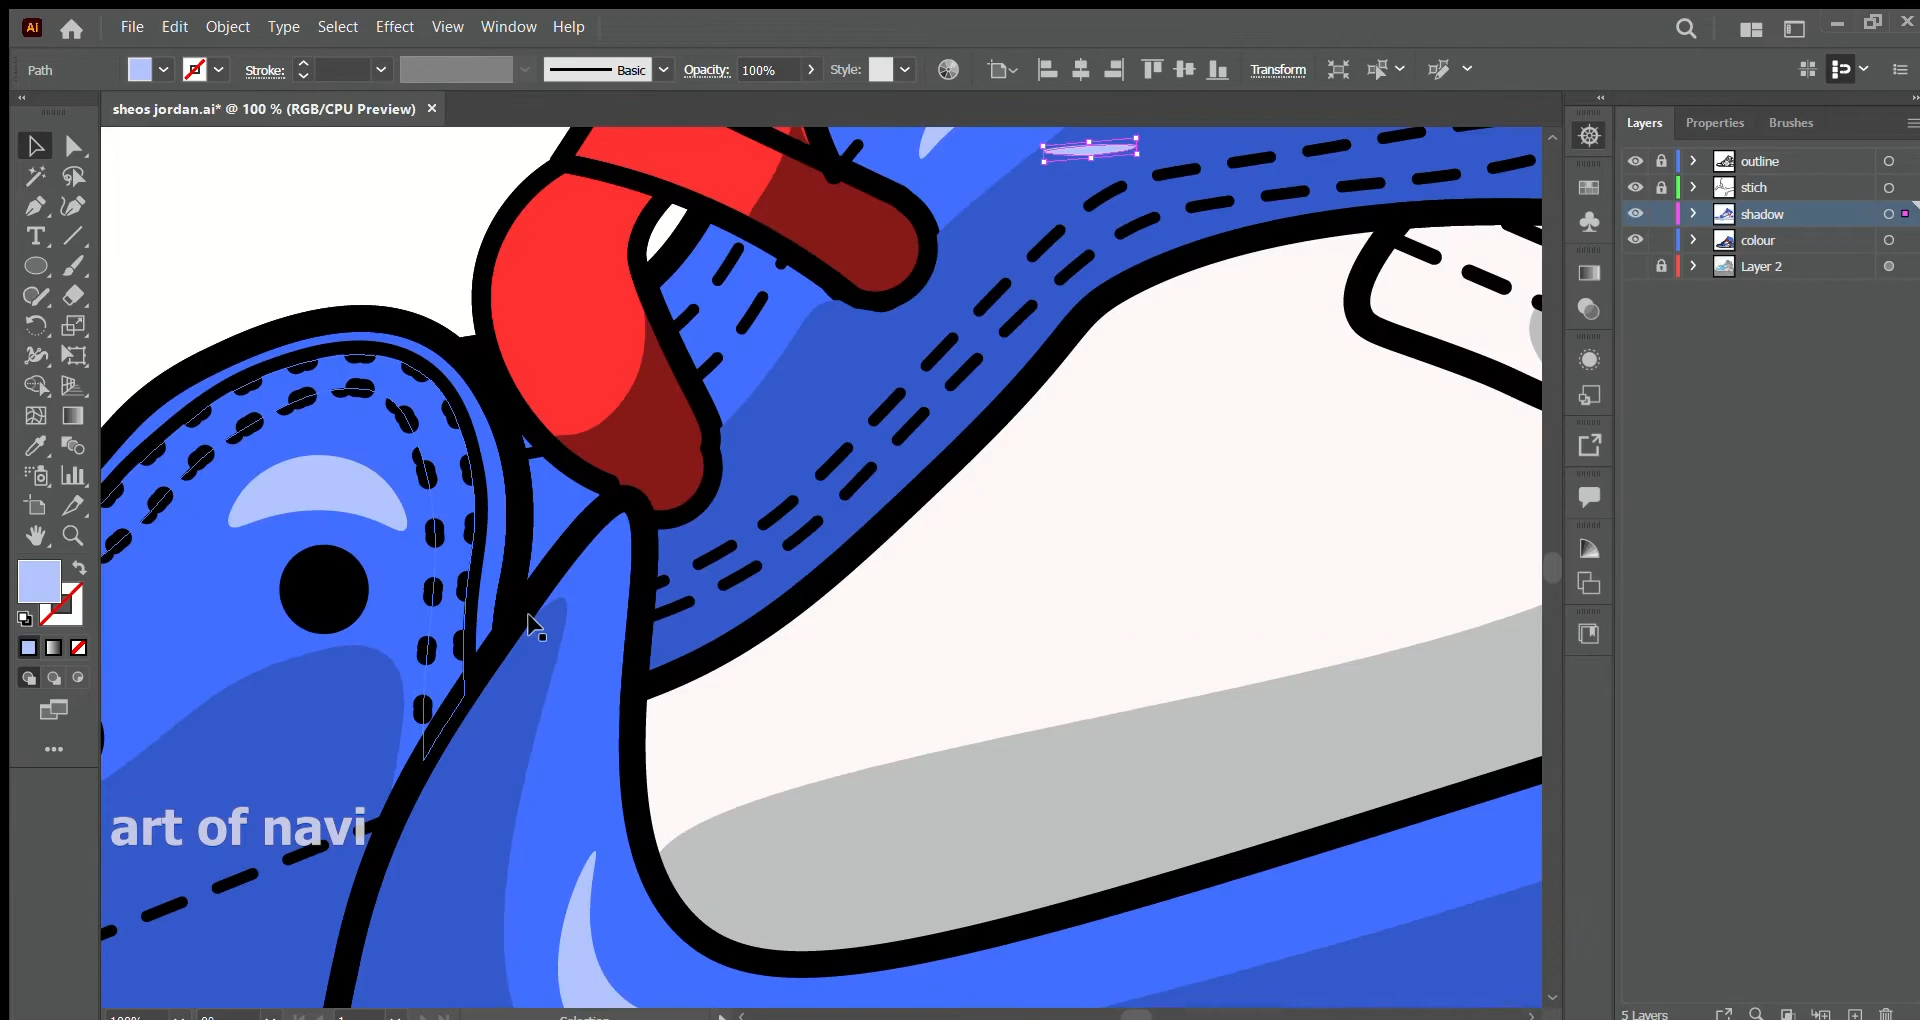 Ai File Edit Object Type Select Effect View Window Help
Path Stroke: Basic Opacity: 100% Style: Transform
sheos jordan.ai* @ 100 % (RGB/CPU Preview) ×
Layers Properties Brushes
outline
stich
shadow
colour
Layer 2
art of navi
5 Layers